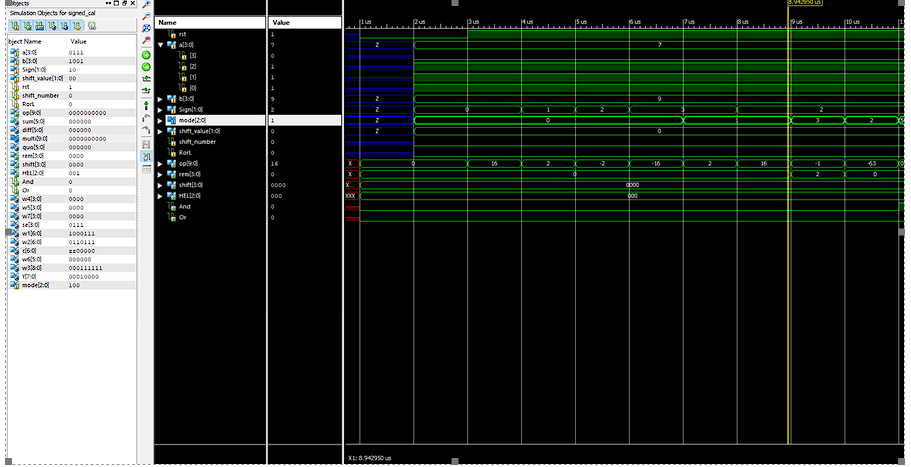 Objects
Simulation Objects for signed_cal
Object Name Value
a[3:0] 0111
b[3:0] 1001
Sign[1:0] 10
shift_value[1:0] 00
rst 1
shift_number 0
RorL 0
op[9:0] 0000000000
sum[5:0] 000000
diff[5:0] 000000
multi[9:0] 0000000000
quo[5:0] 000000
rem[3:0] 0000
shift[3:0] 0000
HEL[2:0] 001
And 0
Or 0
w4[3:0] 0000
w5[3:0] 0000
w7[3:0] 0000
se[3:0] 0111
w1[6:0] 1000111
w2[6:0] 0110111
w6[5:0] 000000
w3[8:0] 000111111
Y[7:0] 00010000
mode[2:0] 100
Name Value
rst 1
a[3:0] 7
[3] 0
[2] 1
[1] 1
[0] 1
b[3:0] 9
Sign[1:0] 2
mode[2:0] 1
shift_value[1:0] 0
shift_number 0
RorL 0
op[9:0] 16
rem[3:0] 0
shift[3:0] 0000
HEL[2:0] 000
And 0
Or 0
8.942950 us
1 us 2 us 3 us 4 us 5 us 6 us 7 us 8 us 9 us 10 us
Z 7
Z 9
Z 0 1 2 3 2
Z 0 1 3 2
Z 0
X 0 16 2 -2 -16 2 16 -1 -63
X 0 2 0
X... 0000
XXX 000
X1: 8.942950 us